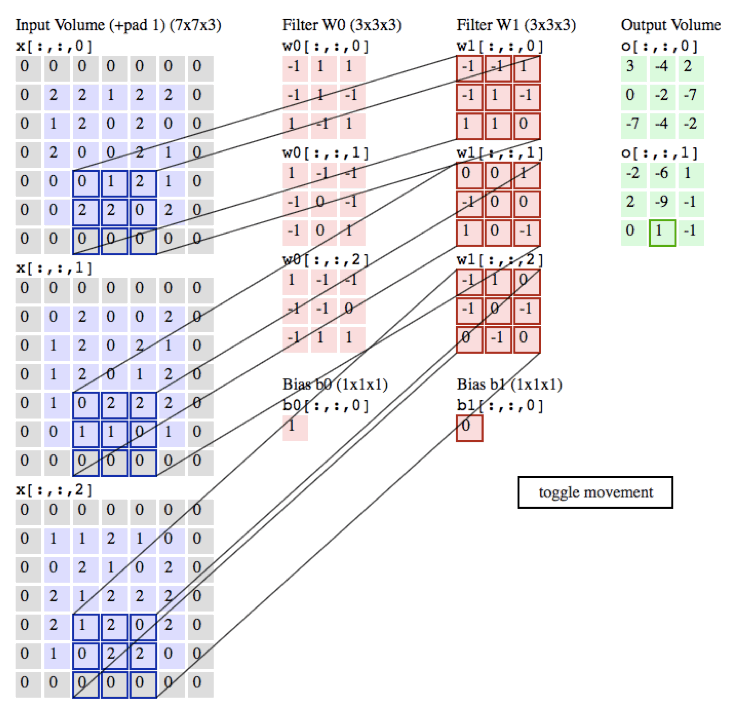 Input Volume (+pad 1) (7x7x3)
x[:,:,0]
0 0 0 0 0 0 0
0 2 2 1 2 2 0
0 1 2 0 2 0 0
0 2 0 0 2 1 0
0 0 0 1 2 1 0
0 0 2 2 0 2 0
0 0 0 0 0 0 0
x[:,:,1]
0 0 0 0 0 0 0
0 0 2 0 0 2 0
0 1 2 0 2 1 0
0 1 2 0 1 2 0
0 1 0 2 2 2 0
0 0 1 1 0 1 0
0 0 0 0 0 0 0
x[:,:,2]
0 0 0 0 0 0 0
0 1 1 2 1 0 0
0 0 2 1 0 2 0
0 2 1 2 2 2 0
0 2 1 2 0 2 0
0 1 0 2 2 0 0
0 0 0 0 0 0 0
Filter W0 (3x3x3)
w0[:,:,0]
-1 1 1
-1 1 -1
1 -1 1
w0[:,:,1]
1 -1 -1
-1 0 -1
-1 0 1
w0[:,:,2]
1 -1 -1
-1 -1 0
-1 1 1
Bias b0 (1x1x1)
b0[:,:,0]
1
Filter W1 (3x3x3)
w1[:,:,0]
-1 -1 1
-1 1 -1
1 1 0
w1[:,:,1]
0 0 1
-1 0 0
1 0 -1
w1[:,:,2]
-1 1 0
-1 0 -1
0 -1 0
Bias b1 (1x1x1)
b1[:,:,0]
0
Output Volume
o[:,:,0]
3 -4 2
0 -2 -7
-7 -4 -2
o[:,:,1]
-2 -6 1
2 -9 -1
0 1 -1
toggle movement